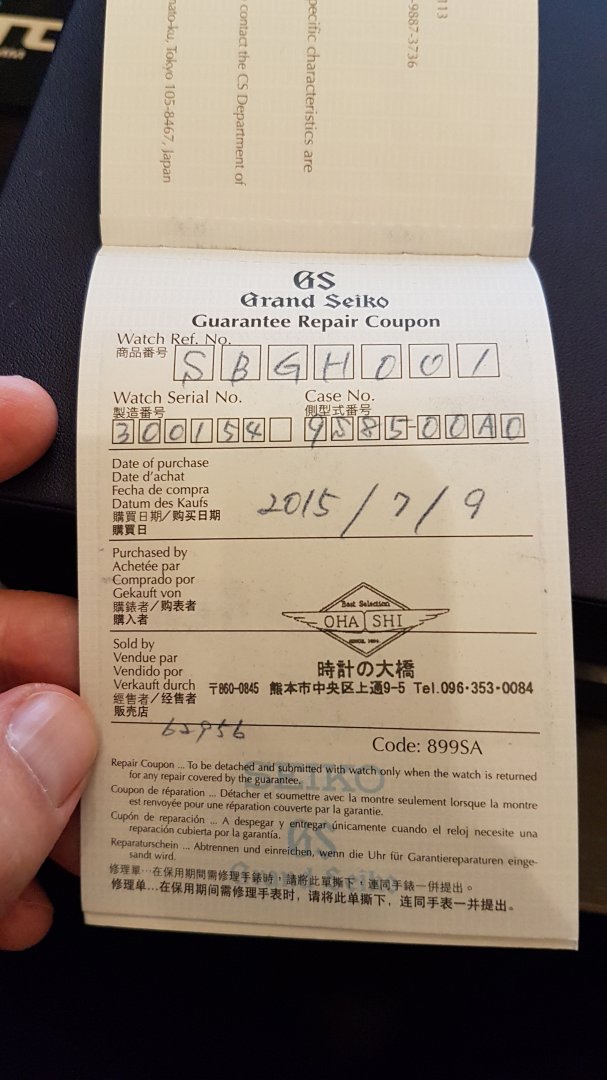 113
-9887-3736
pecific characteristics are
contact the CS Department of
nato-ku, Tokyo 105-8467, Japan
GS
Grand Seiko
Guarantee Repair Coupon
Watch Ref. No.
商品番号
SBGH001
Watch Serial No.
製造番号
300154
Case No.
側型式番号
9S85-00A0
Date of purchase
Date d'achat
Fecha de compra
Datum des Kaufs
購買日期/购买日期
購買日
2015/7/9
Purchased by
Achetée par
Comprado por
Gekauft von
購錶者/购表者
購入者
Best Selection
OHASHI
Sold by
Vendue par
Vendido por
Verkauft durch
經售者/经售者
販売店
時計の大橋
〒860-0845 熊本市中央区上通9-5 Tel.096・353・0084
62956
Code: 899SA
SEIKO
GS
Grand Seiko
Repair Coupon ... To be detached and submitted with watch only when the watch is returned
for any repair covered by the guarantee.
Coupon de réparation ... Détacher et soumettre avec la montre seulement lorsque la montre
est renvoyée pour une réparation couverte par la garantie.
Cupón de reparación ... A despegar y entregar únicamente cuando el reloj necesite una
reparación cubierta por la garantía.
Reparaturschein ... Abtrennen und einreichen, wenn die Uhr für Garantiereparaturen einge-
sandt wird.
修理單…在保用期間需修理手錶時，請將此單撕下，連同手錶一併提出。
修理单…在保用期间需修理手表时，请将此单撕下，连同手表一并提出。